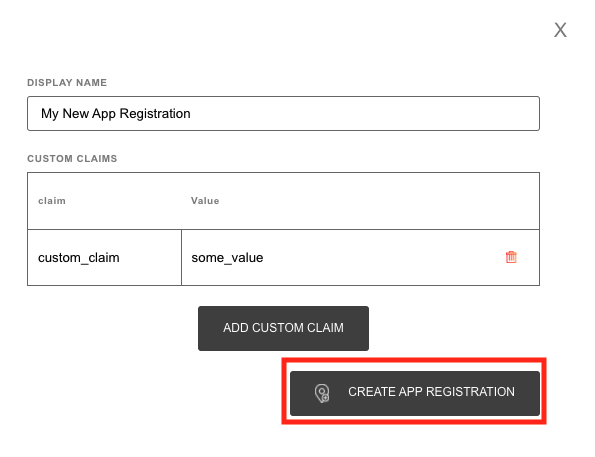 X
DISPLAY NAME
My New App Registration
CUSTOM CLAIMS
claim Value
custom_claim some_value
ADD CUSTOM CLAIM
CREATE APP REGISTRATION